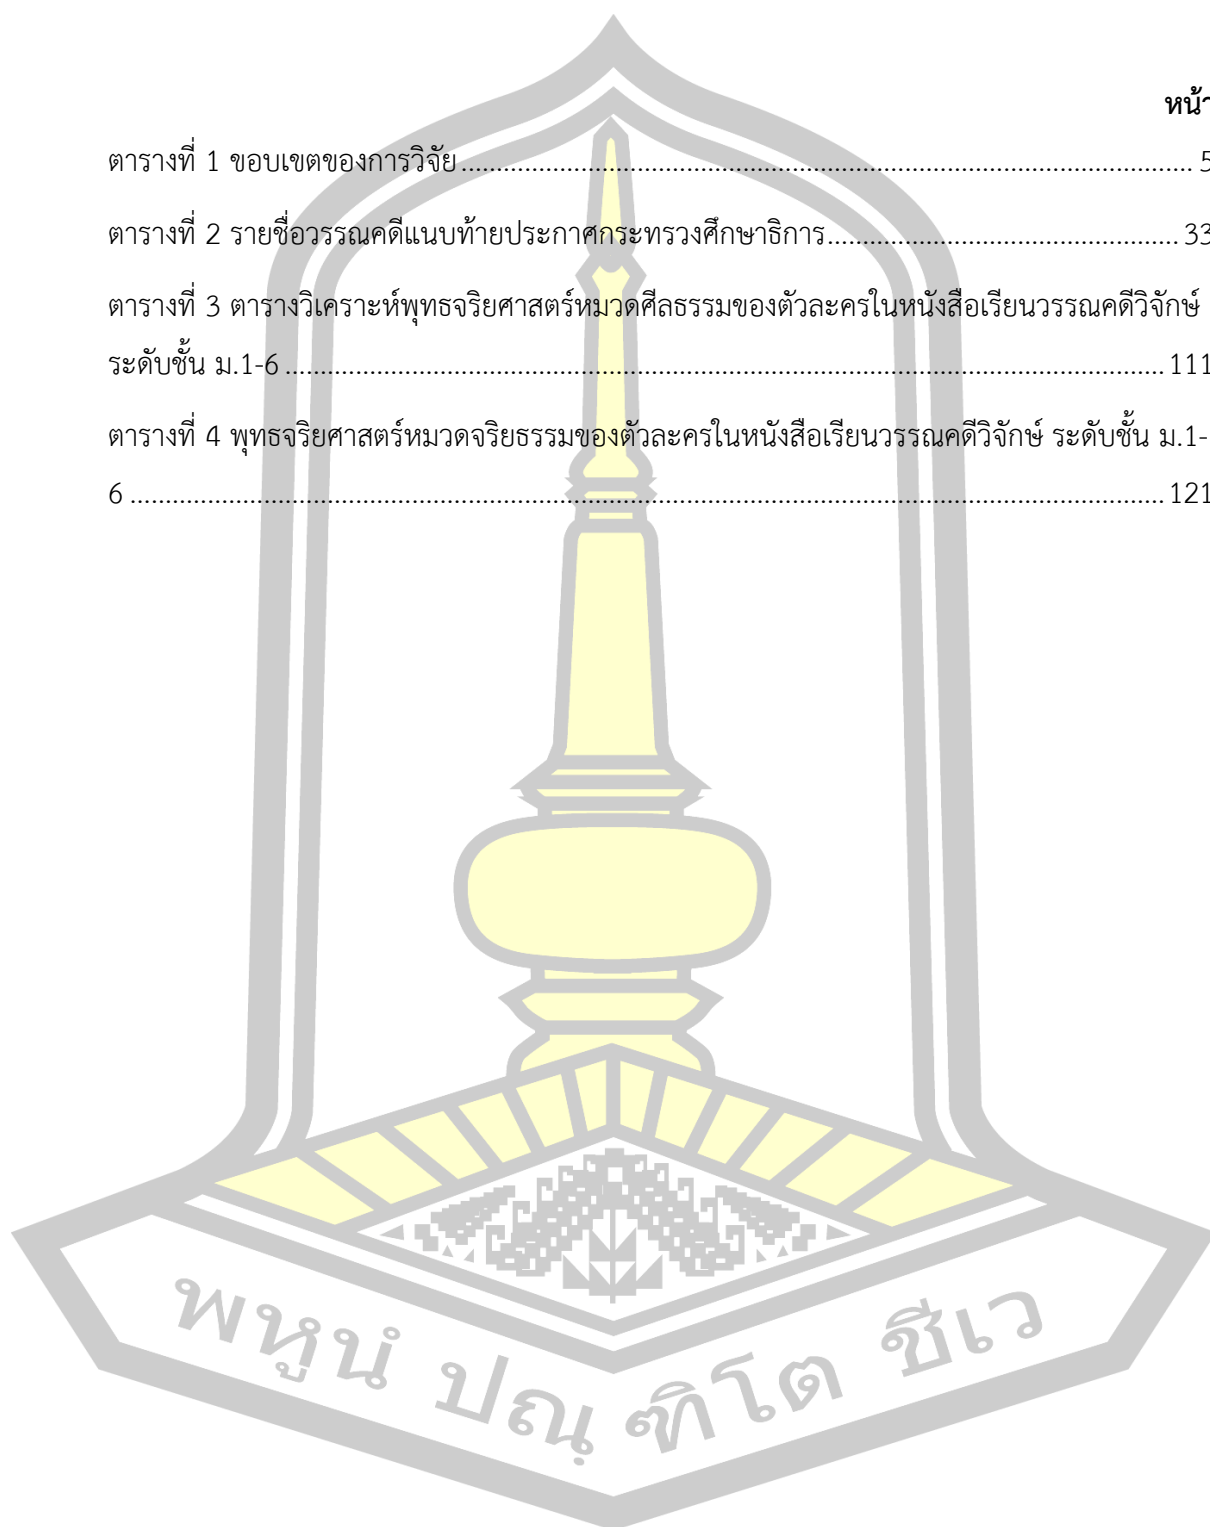 หน้า
ตารางที่ 1 ขอบเขตของการวิจัย ........................................................................................................ 5
ตารางที่ 2 รายชื่อวรรณคดีแนบท้ายประกาศกระทรวงศึกษาธิการ .................................................. 33
ตารางที่ 3 ตารางวิเคราะห์พุทธจริยศาสตร์หมวดศีลธรรมของตัวละครในหนังสือเรียนวรรณคดีวิจักษ์
ระดับชั้น ม.1-6 ............................................................................................................................. 111
ตารางที่ 4 พุทธจริยศาสตร์หมวดจริยธรรมของตัวละครในหนังสือเรียนวรรณคดีวิจักษ์ ระดับชั้น ม.1-
6 ................................................................................................................................................... 121
พหูนํ ปณฺฑิโต ชีเว